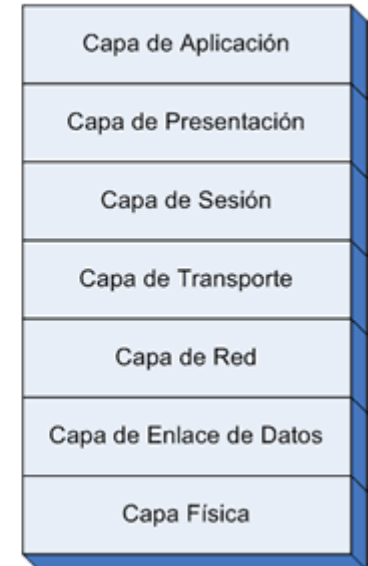 Capa de Aplicación
Capa de Presentación
Capa de Sesión
Capa de Transporte
Capa de Red
Capa de Enlace de Datos
Capa Física